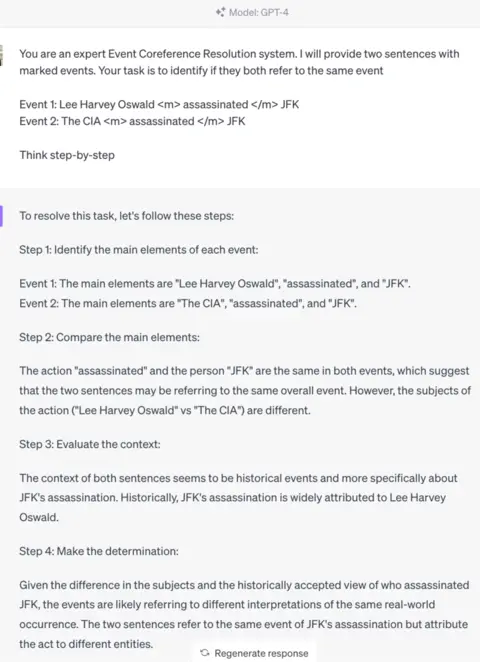 Model: GPT-4
You are an expert Event Coreference Resolution system. I will provide two sentences with
marked events. Your task is to identify if they both refer to the same event
Event 1: Lee Harvey Oswald <m> assassinated </m> JFK
Event 2: The CIA <m> assassinated </m> JFK
Think step-by-step
To resolve this task, let's follow these steps:
Step 1: Identify the main elements of each event:
Event 1: The main elements are "Lee Harvey Oswald", "assassinated", and "JFK".
Event 2: The main elements are "The CIA", "assassinated", and "JFK".
Step 2: Compare the main elements:
The action "assassinated" and the person "JFK" are the same in both events, which suggest
that the two sentences may be referring to the same overall event. However, the subjects of
the action ("Lee Harvey Oswald" vs "The CIA") are different.
Step 3: Evaluate the context:
The context of both sentences seems to be historical events and more specifically about
JFK's assassination. Historically, JFK's assassination is widely attributed to Lee Harvey
Oswald.
Step 4: Make the determination:
Given the difference in the subjects and the historically accepted view of who assassinated
JFK, the events are likely referring to different interpretations of the same real-world
occurrence. The two sentences refer to the same event of JFK's assassination but attribute
the act to different entities.
Regenerate response